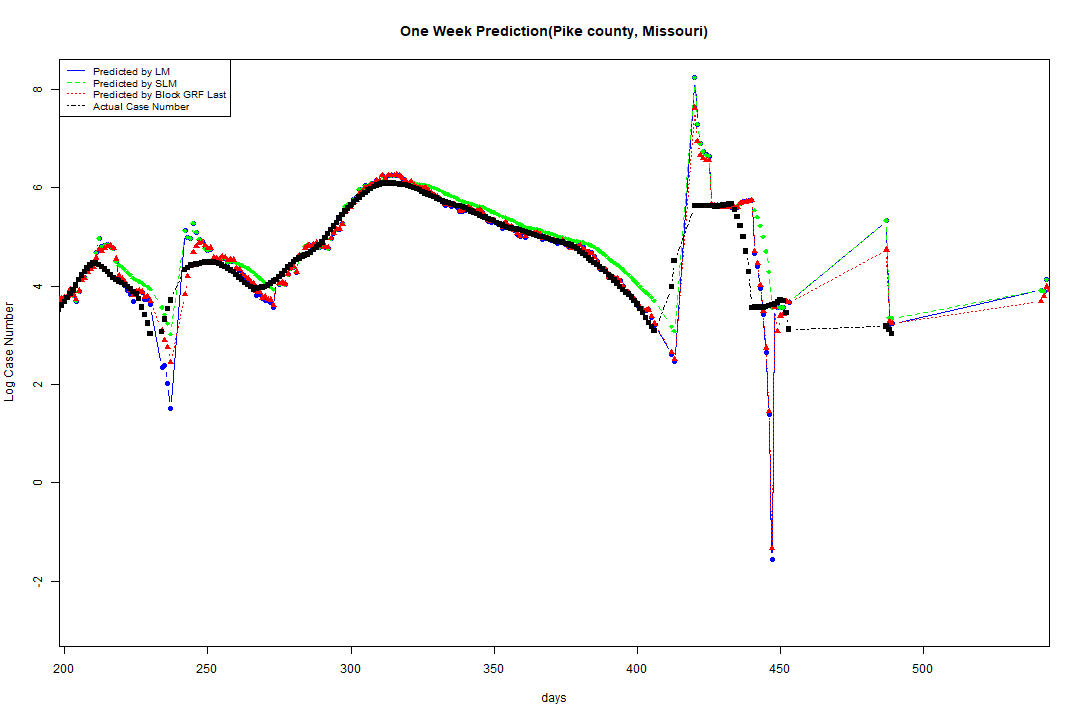 One Week Prediction(Pike county, Missouri)
Predicted by LM
Predicted by SLM
Predicted by Block GRF Last
Actual Case Number
8
6
4
2
0
-2
Log Case Number
200 250 300 350 400 450 500
days